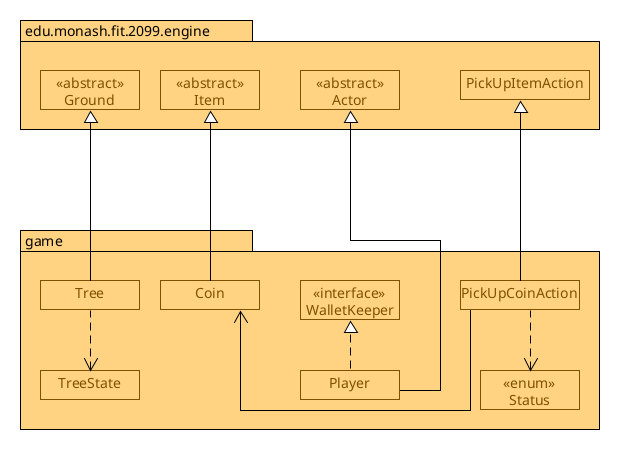 edu.monash.fit.2099.engine
«abstract»
Ground
«abstract»
Item
«abstract»
Actor
PickUpItemAction
game
Tree
Coin
«interface»
WalletKeeper
PickUpCoinAction
TreeState
Player
«enum»
Status